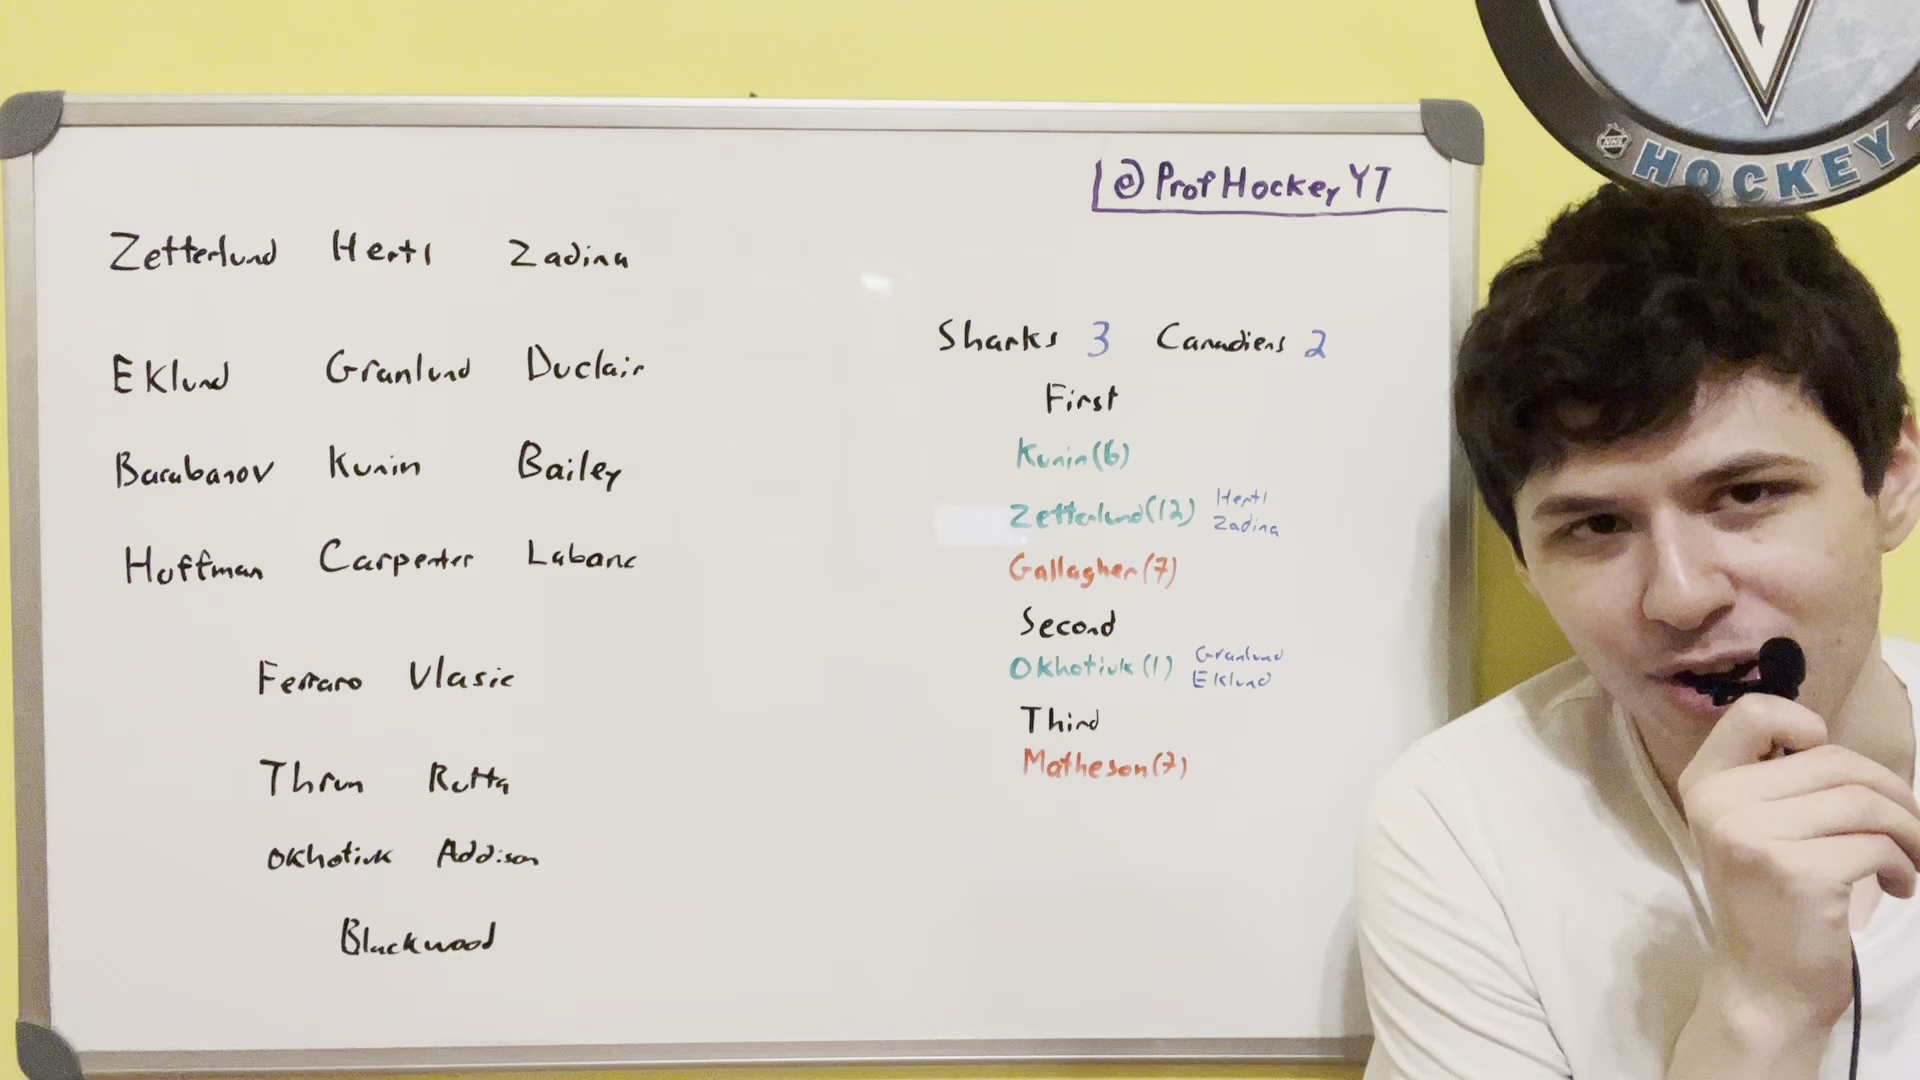 NHL
HOCKEY
@ProfHockeyYT
Zetterlund Hertl Zadina
Eklund Granlund Duclair
Barabanov Kunin Bailey
Hoffman Carpenter Labanc
Ferraro Vlasic
Thrun Rutta
Okhotiuk Addison
Blackwood
Sharks 3 Canadiens 2
First
Kunin(6)
Zetterlund(12) Hertl
Zadina
Gallagher(7)
Second
Okhotiuk(1) Granlund
Eklund
Third
Matheson(7)